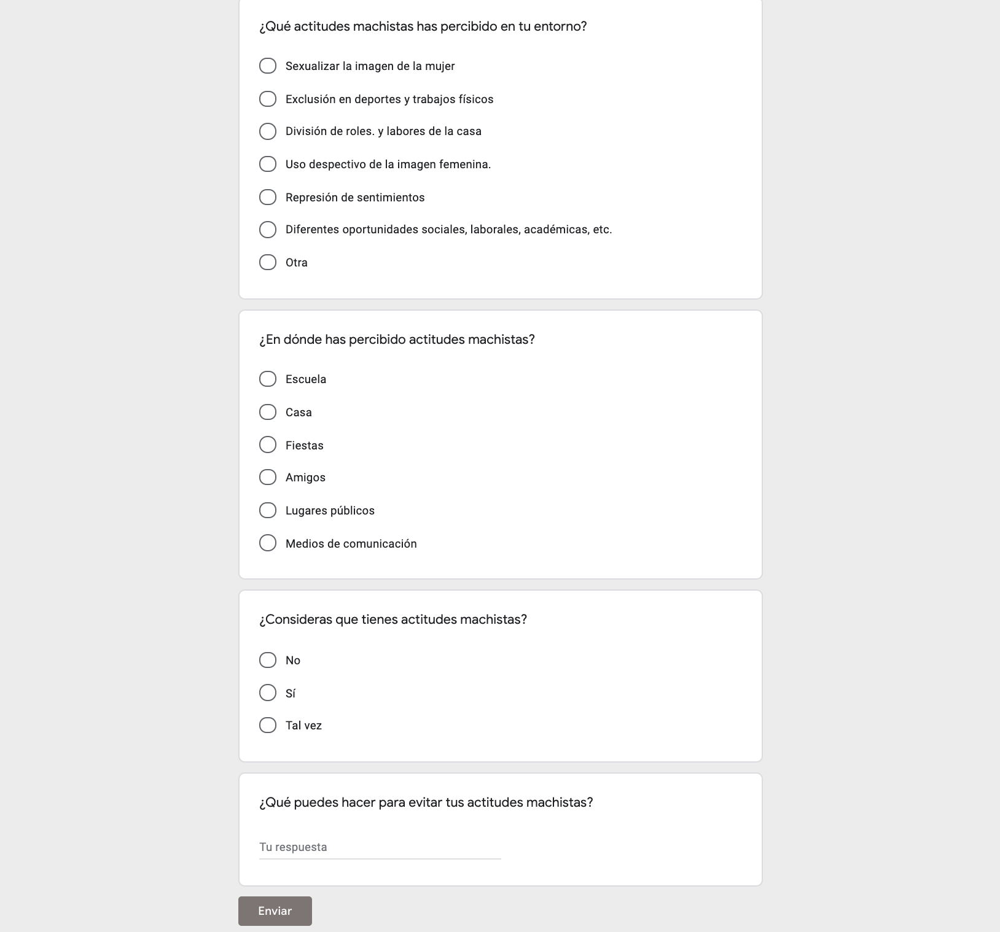 ¿Qué actitudes machistas has percibido en tu entorno?
Sexualizar la imagen de la mujer
Exclusión en deportes y trabajos físicos
División de roles. y labores de la casa
Uso despectivo de la imagen femenina.
Represión de sentimientos
Diferentes oportunidades sociales, laborales, académicas, etc.
Otra
¿En dónde has percibido actitudes machistas?
Escuela
Casa
Fiestas
Amigos
Lugares públicos
Medios de comunicación
¿Consideras que tienes actitudes machistas?
No
Sí
Tal vez
¿Qué puedes hacer para evitar tus actitudes machistas?
Tu respuesta
Enviar